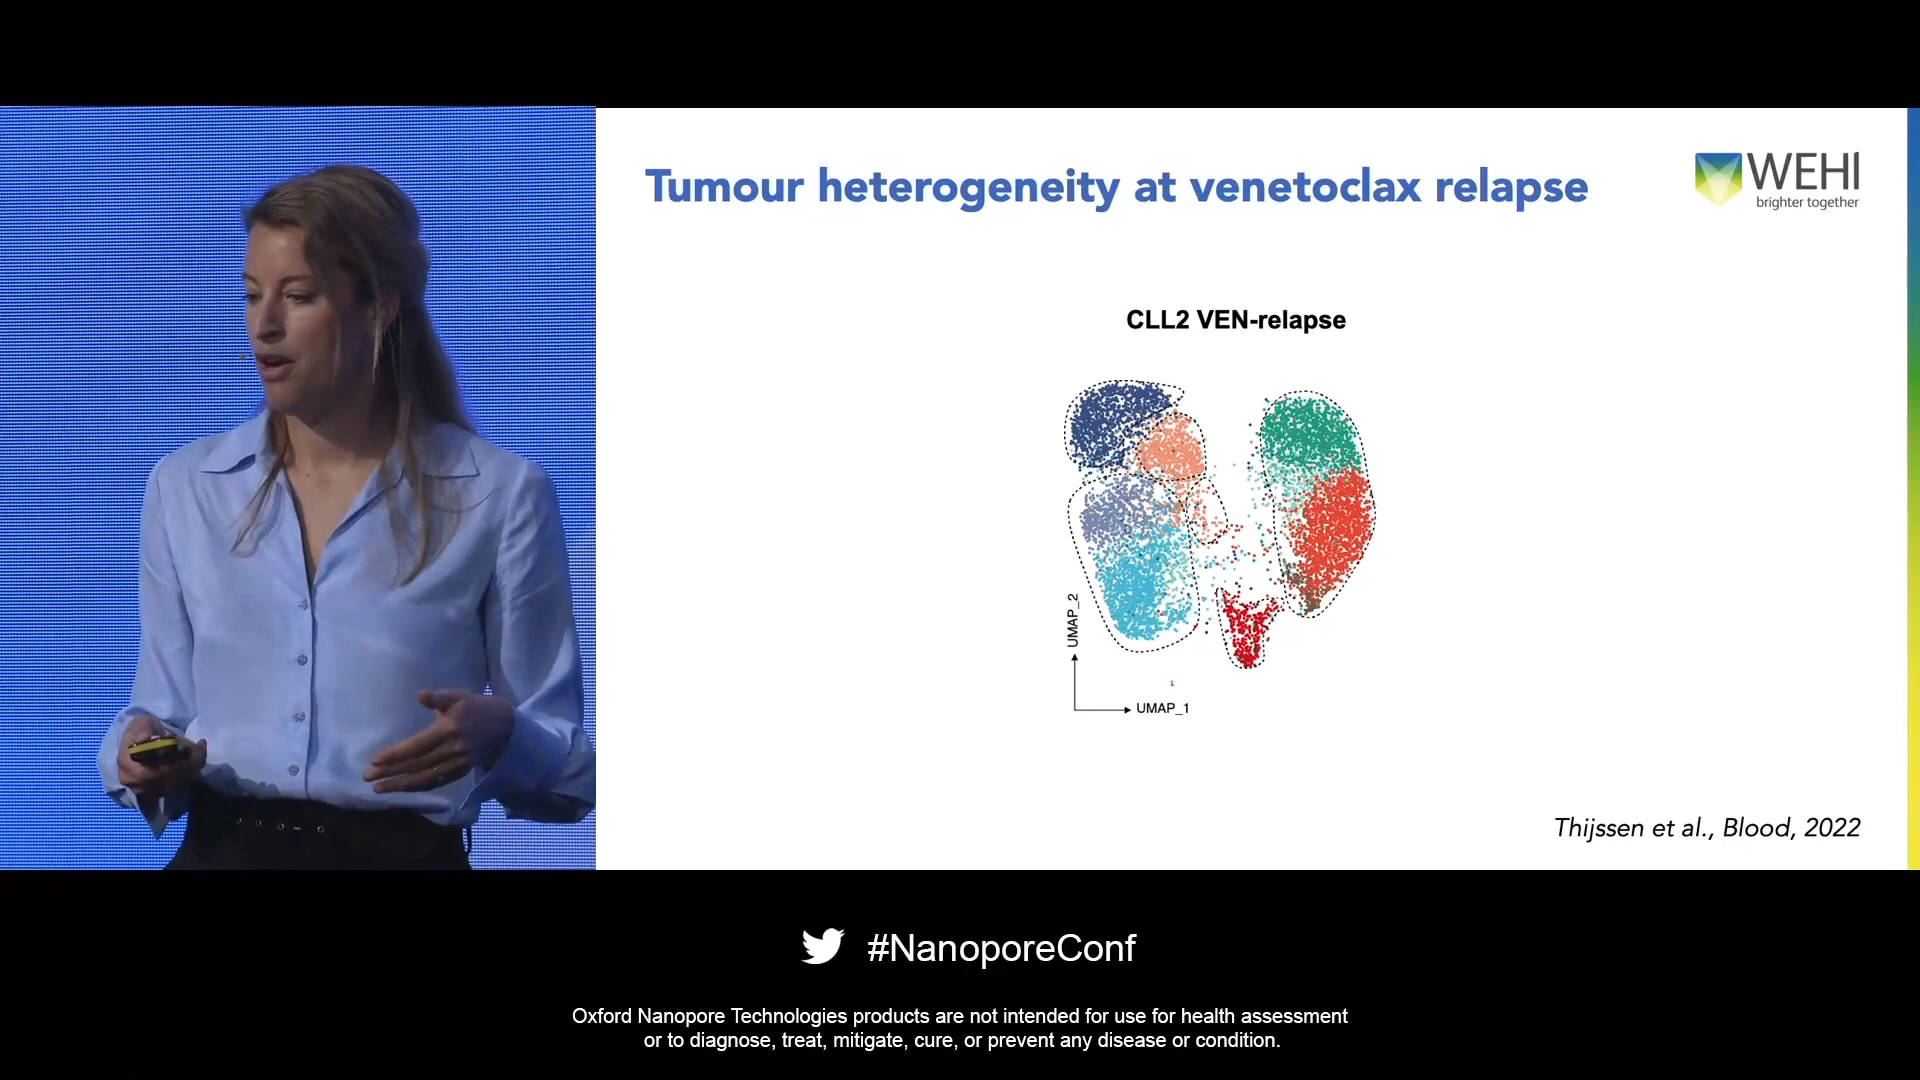 Tumour heterogeneity at venetoclax relapse
WEHI
brighter together
CLL2 VEN-relapse
UMAP_2
UMAP_1
Thijssen et al., Blood, 2022
#NanoporeConf
Oxford Nanopore Technologies products are not intended for use for health assessment
or to diagnose, treat, mitigate, cure, or prevent any disease or condition.